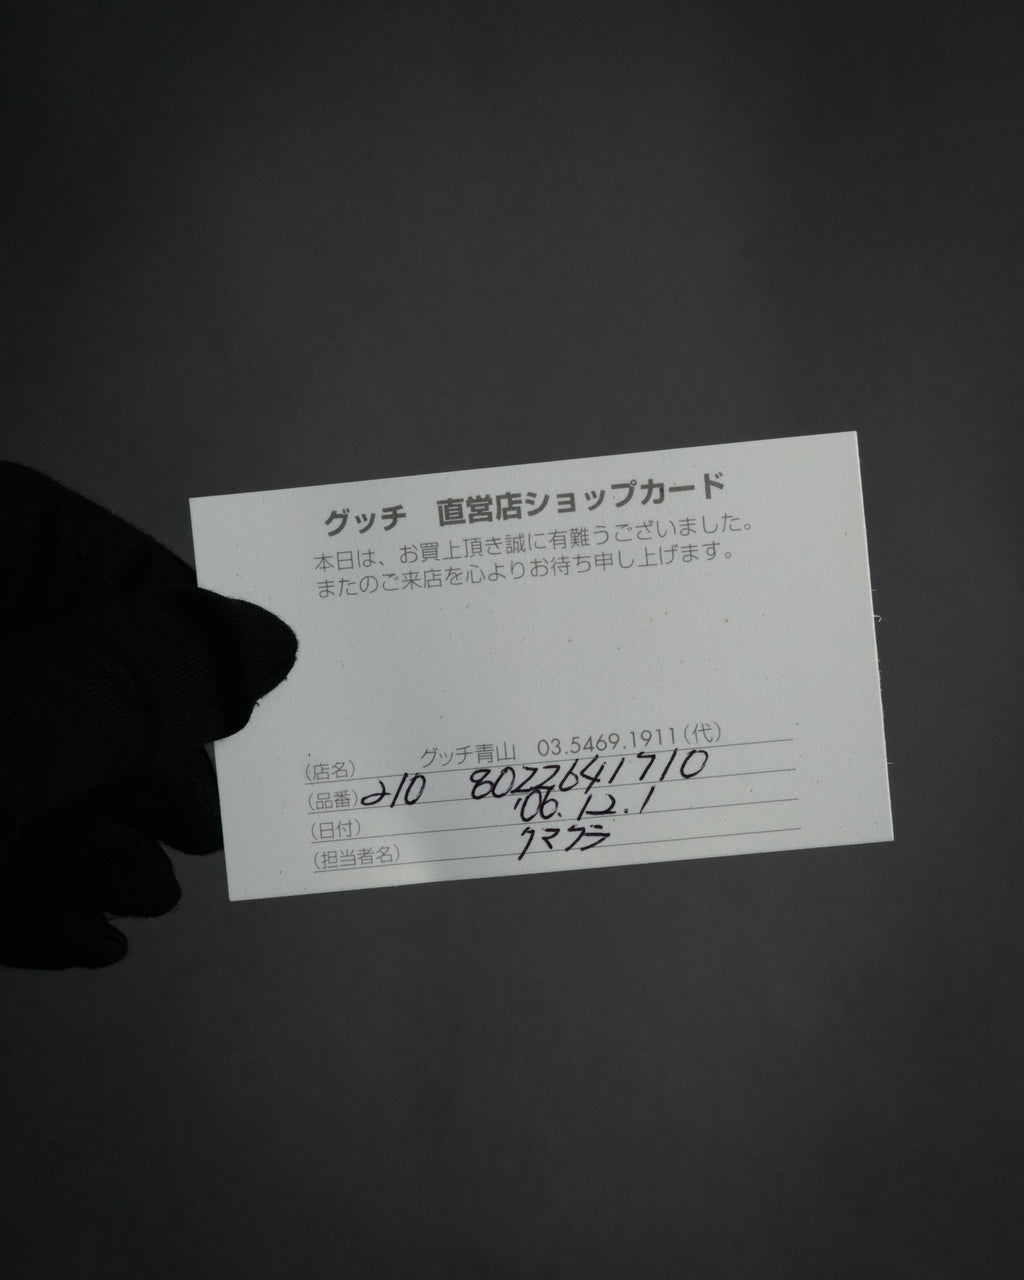 グッチ　直営店ショップカード
本日は、お買上頂き誠に有難うございました。
またのご来店を心よりお待ち申し上げます。
(店名) グッチ青山　03.5469.1911(代)
(品番) 210 8022641710
(日付) '06.12.1
(担当者名) クマクラ